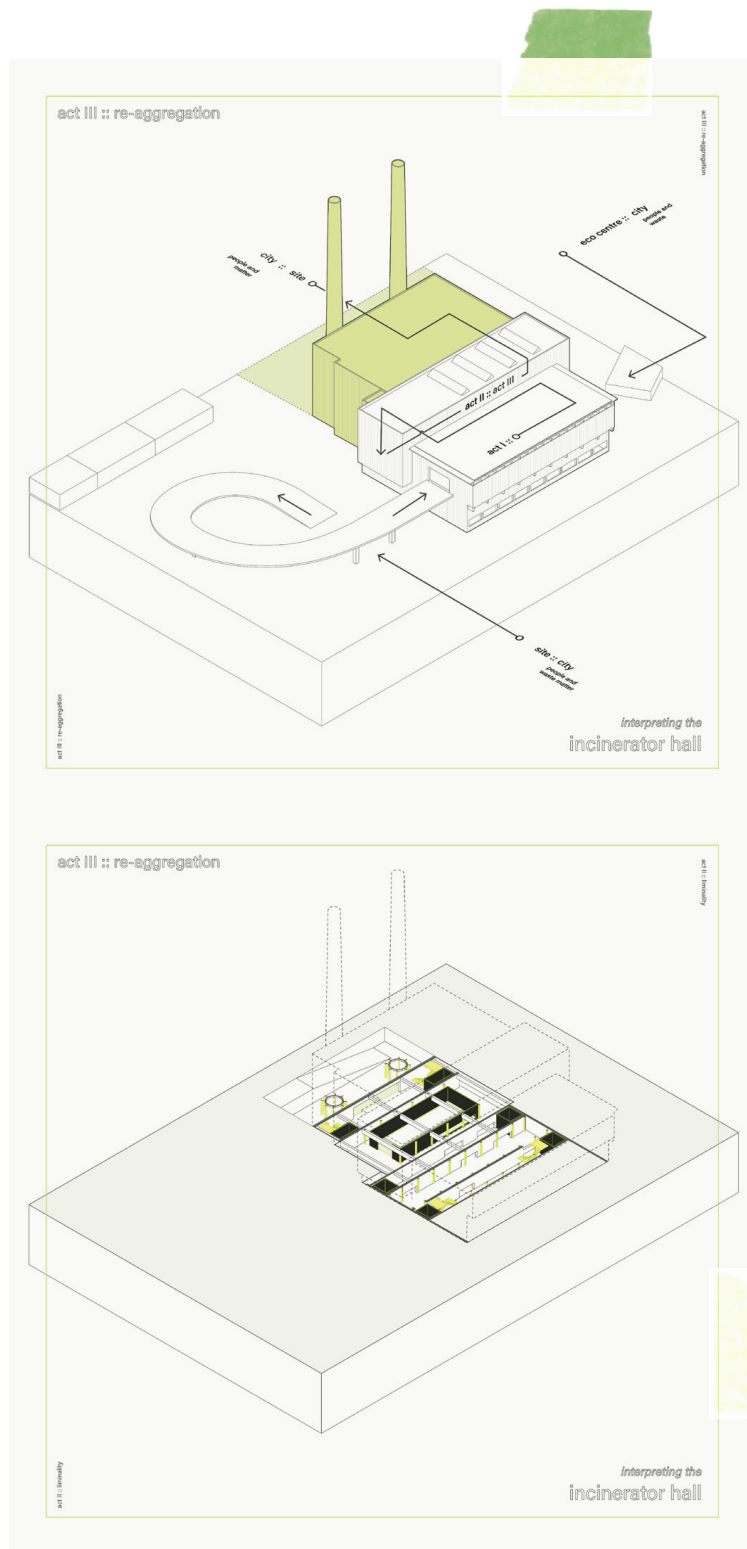 act III :: re-aggregation
act III :: re-aggregation
eco centre :: city
people and
waste
city :: site
people and
matter
act II :: act III
act I ::
site :: city
people and
waste matter
act III :: re-aggregation
interpreting the
incinerator hall
act III :: re-aggregation
act II :: liminality
act II :: liminality
interpreting the
incinerator hall